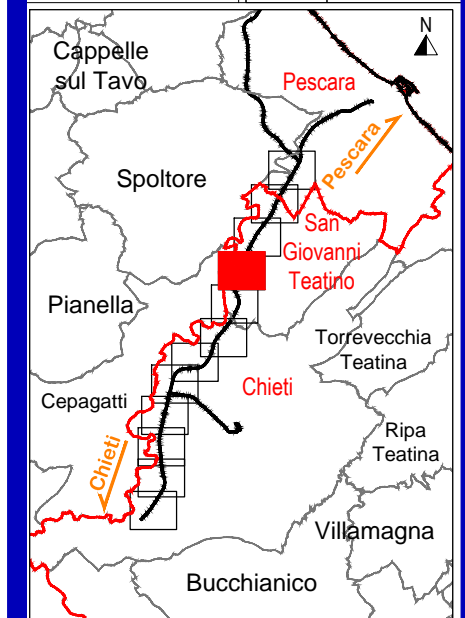 N
Cappelle
sul Tavo
Pescara
Pescara
Spoltore
San
Giovanni
Teatino
Pianella
Torrevecchia
Teatina
Chieti
Cepagatti
Ripa
Teatina
Chieti
Villamagna
Bucchianico